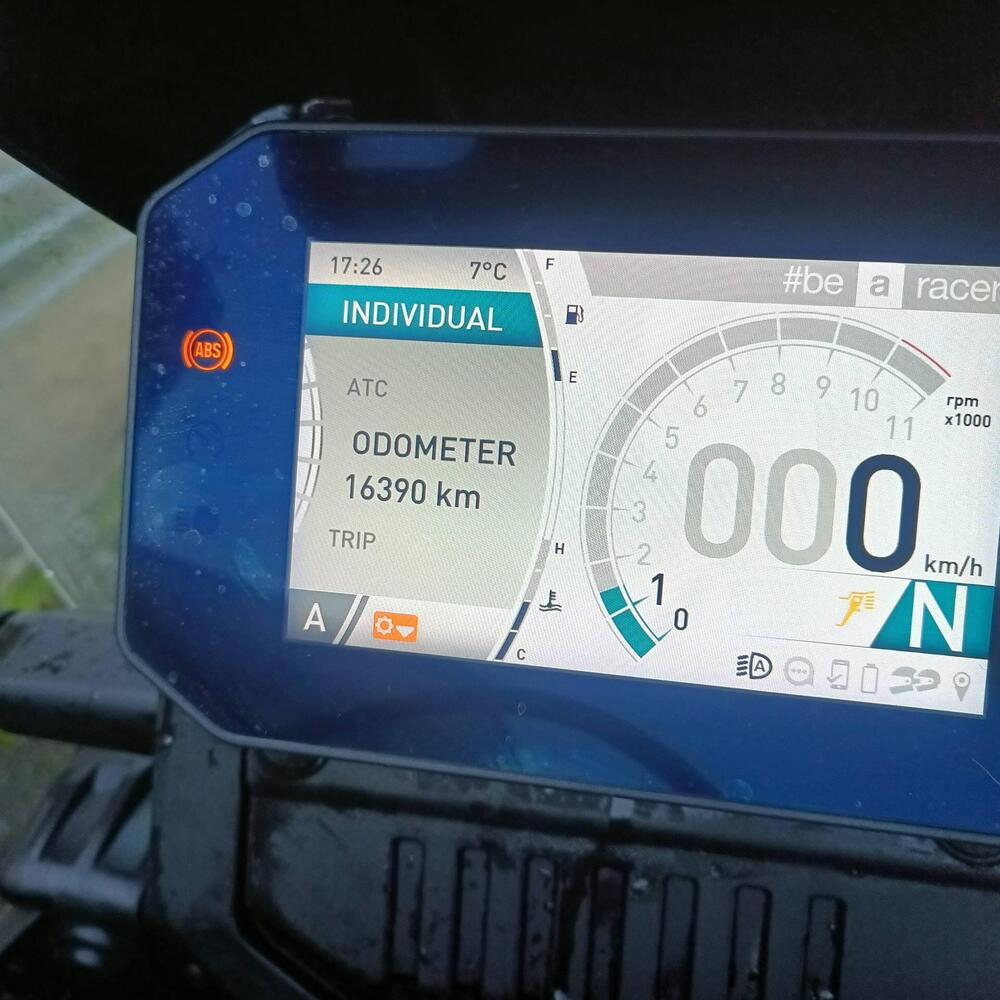 17:26 7°C
INDIVIDUAL
ATC
ODOMETER
16390 km
TRIP
A
F
E
H
C
#be a racer
rpm
x1000
0
1
2
3
4
5
6
7
8
9
10
11
000
km/h
N
A
ABS